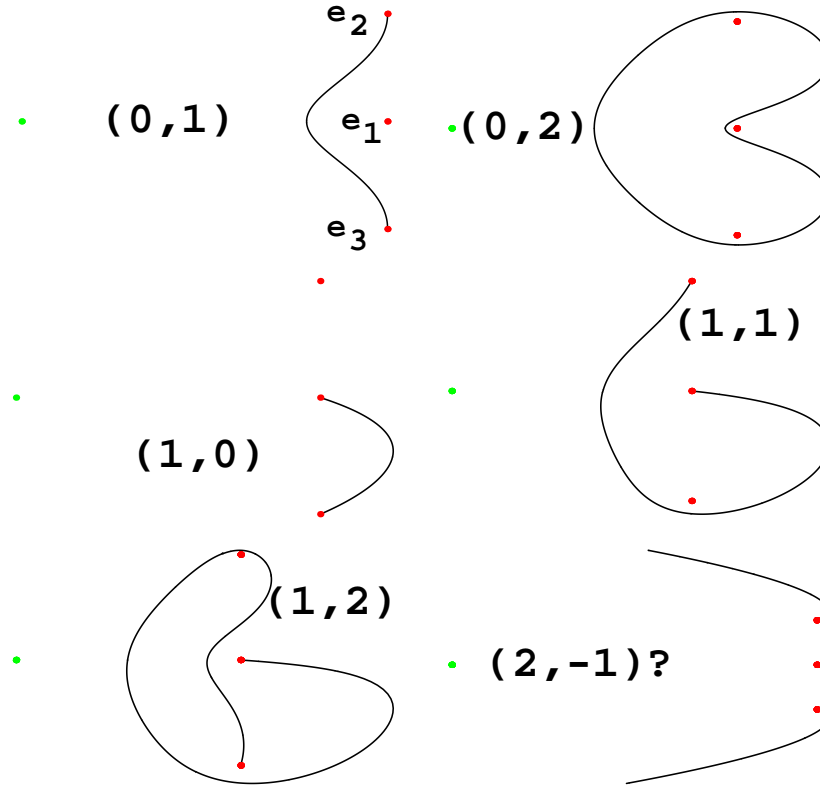 e2
(0,1)
e1
(0,2)
e3
(1,1)
(1,0)
(1,2)
(2,-1)?